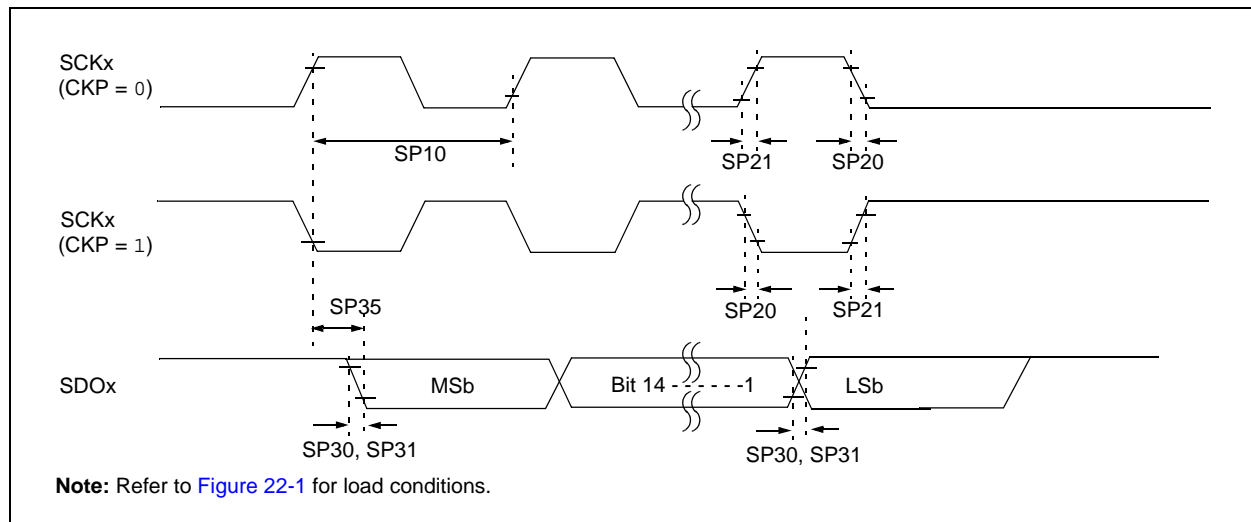 SCKx
(CKP = 0)
SP10
SP21
SP20
SCKx
(CKP = 1)
SP35
SP20
SP21
SDOx
MSb
Bit 14 - - - - - -1
LSb
SP30, SP31
SP30, SP31
Note: Refer to Figure 22-1 for load conditions.